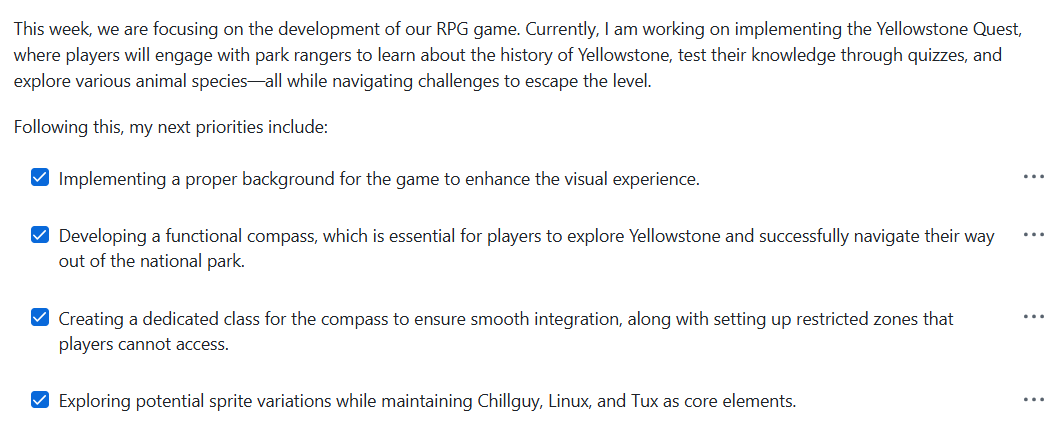 This week, we are focusing on the development of our RPG game. Currently, I am working on implementing the Yellowstone Quest,
where players will engage with park rangers to learn about the history of Yellowstone, test their knowledge through quizzes, and
explore various animal species—all while navigating challenges to escape the level.
Following this, my next priorities include:
Implementing a proper background for the game to enhance the visual experience.
Developing a functional compass, which is essential for players to explore Yellowstone and successfully navigate their way
out of the national park.
Creating a dedicated class for the compass to ensure smooth integration, along with setting up restricted zones that
players cannot access.
Exploring potential sprite variations while maintaining Chillguy, Linux, and Tux as core elements.